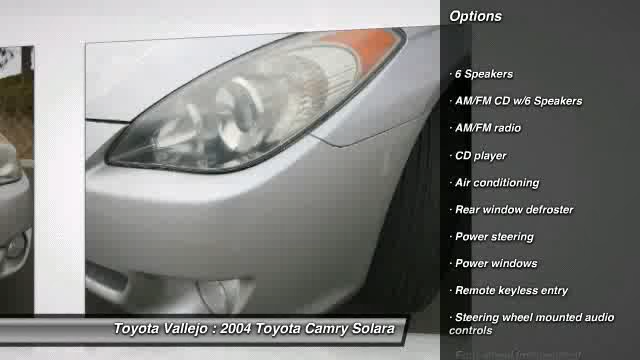 Options
· 6 Speakers
· AM/FM CD w/6 Speakers
· AM/FM radio
· CD player
· Air conditioning
· Rear window defroster
· Power steering
· Power windows
· Remote keyless entry
· Steering wheel mounted audio
controls
Toyota Vallejo : 2004 Toyota Camry Solara